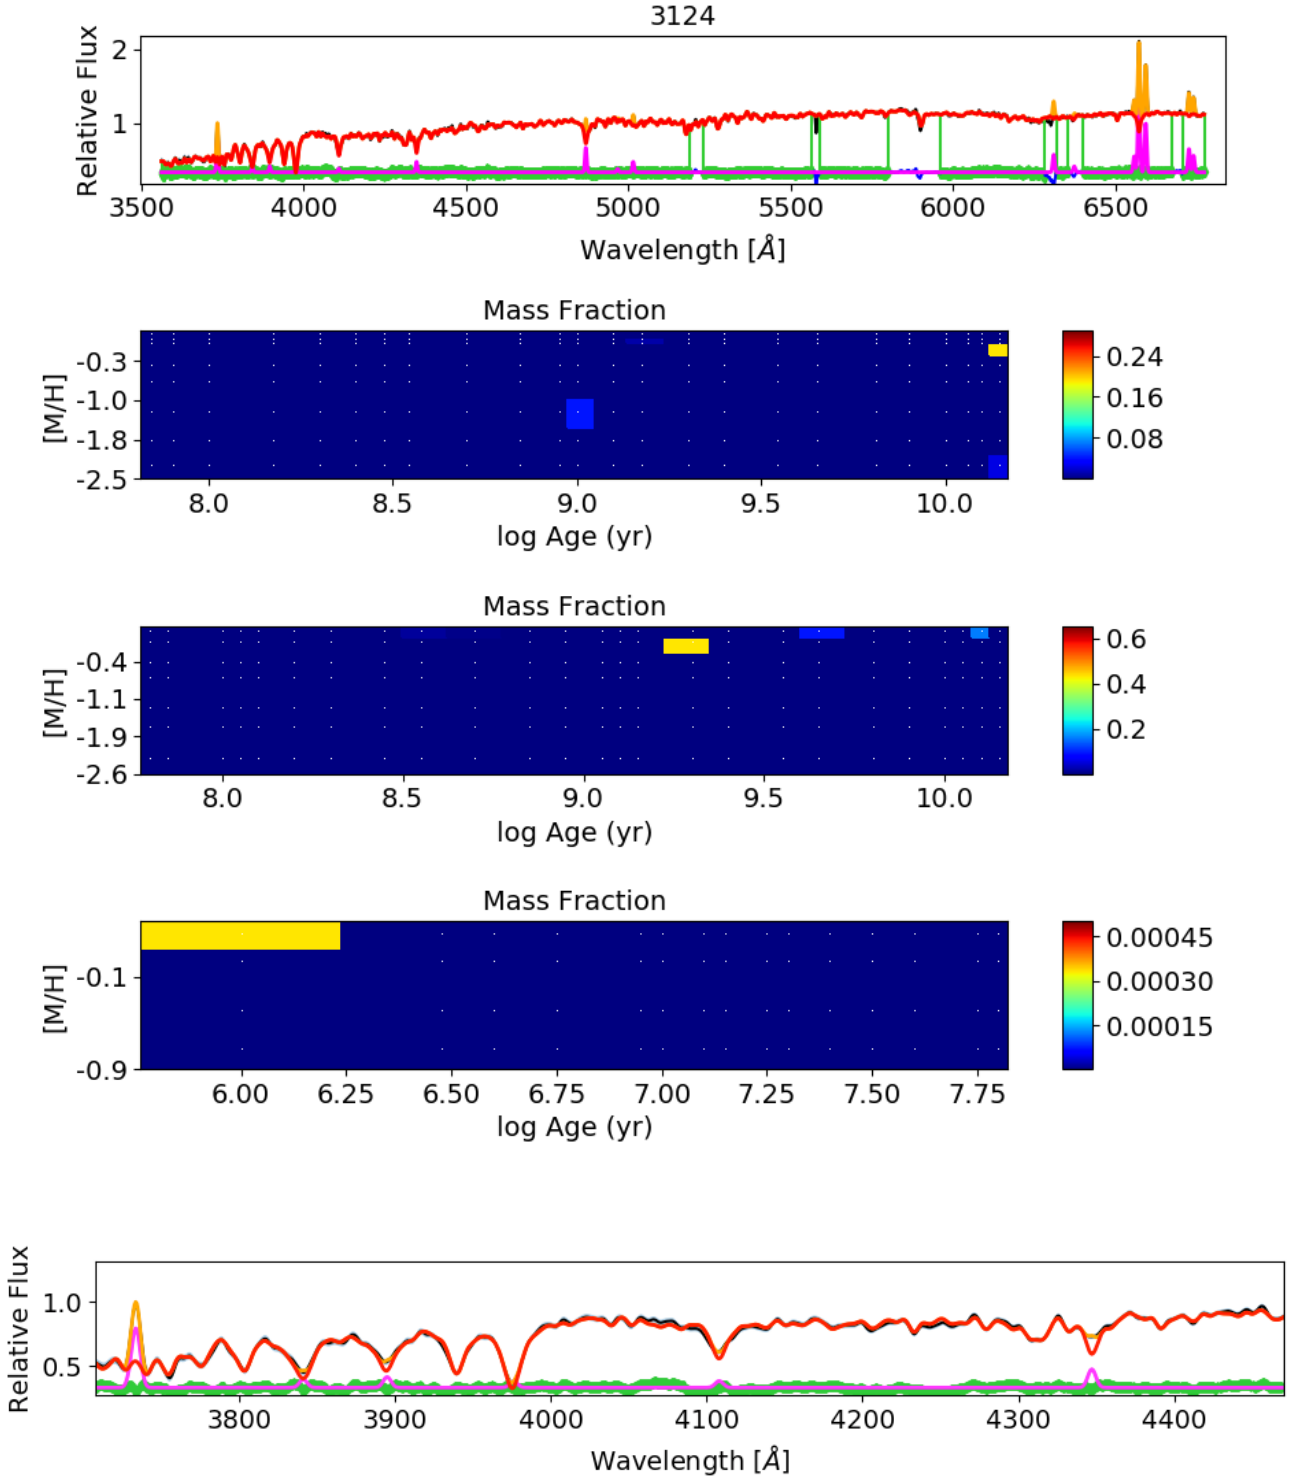 3124
Relative Flux
2
1
3500 4000 4500 5000 5500 6000 6500
Wavelength [Å]
Mass Fraction
[M/H]
-0.3
-1.0
-1.8
-2.5
8.0 8.5 9.0 9.5 10.0
log Age (yr)
0.24
0.16
0.08
Mass Fraction
[M/H]
-0.4
-1.1
-1.9
-2.6
8.0 8.5 9.0 9.5 10.0
log Age (yr)
0.6
0.4
0.2
Mass Fraction
[M/H]
-0.1
-0.9
6.00 6.25 6.50 6.75 7.00 7.25 7.50 7.75
log Age (yr)
0.00045
0.00030
0.00015
Relative Flux
1.0
0.5
3800 3900 4000 4100 4200 4300 4400
Wavelength [Å]